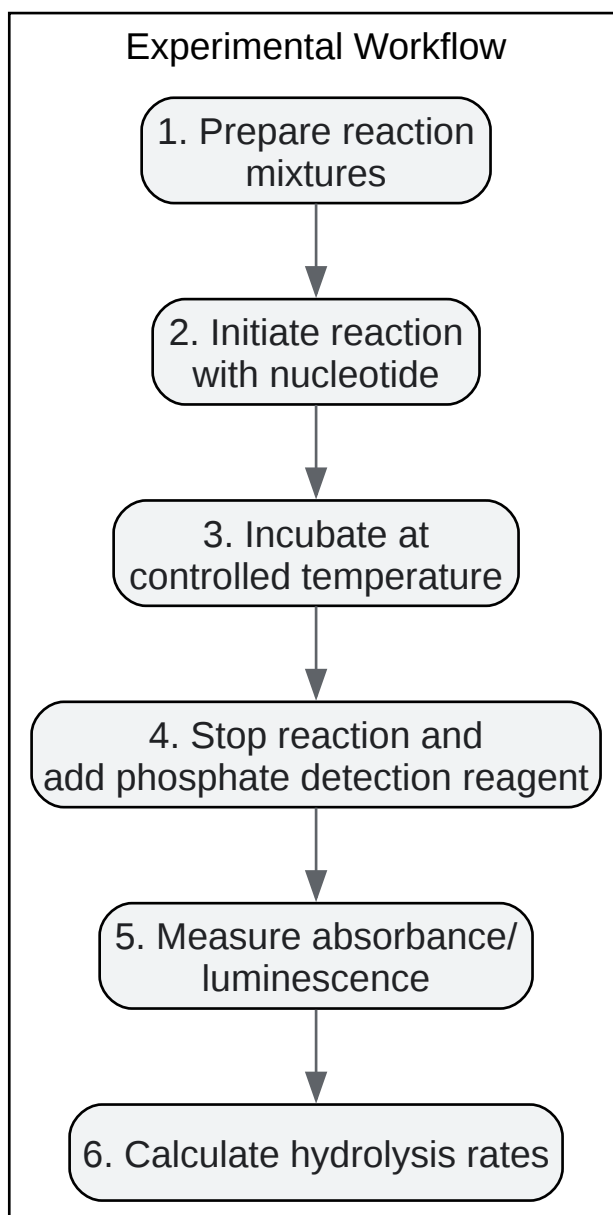 Experimental Workflow
1. Prepare reaction
mixtures
2. Initiate reaction
with nucleotide
3. Incubate at
controlled temperature
4. Stop reaction and
add phosphate detection reagent
5. Measure absorbance/
luminescence
6. Calculate hydrolysis rates